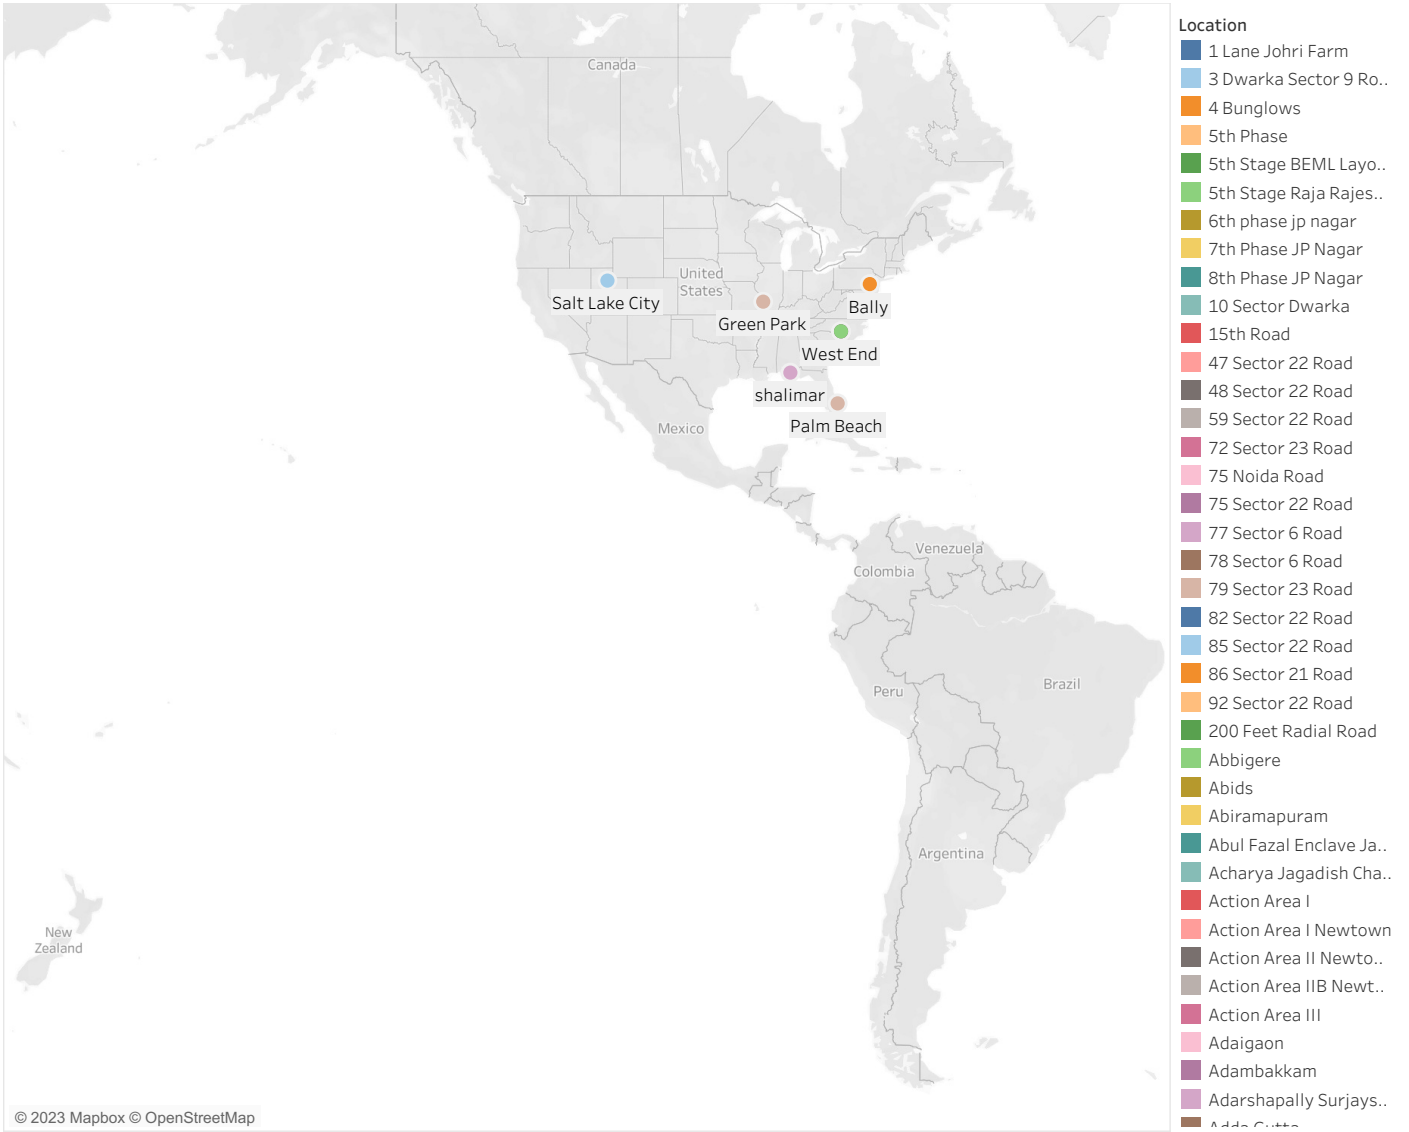 Canada
United
States
Salt Lake City
Green Park
Bally
West End
shalimar
Palm Beach
Mexico
Venezuela
Colombia
Brazil
Peru
Argentina
New
Zealand
© 2023 Mapbox © OpenStreetMap
Location
1 Lane Johri Farm
3 Dwarka Sector 9 Ro..
4 Bunglows
5th Phase
5th Stage BEML Layo..
5th Stage Raja Rajes..
6th phase jp nagar
7th Phase JP Nagar
8th Phase JP Nagar
10 Sector Dwarka
15th Road
47 Sector 22 Road
48 Sector 22 Road
59 Sector 22 Road
72 Sector 23 Road
75 Noida Road
75 Sector 22 Road
77 Sector 6 Road
78 Sector 6 Road
79 Sector 23 Road
82 Sector 22 Road
85 Sector 22 Road
86 Sector 21 Road
92 Sector 22 Road
200 Feet Radial Road
Abbigere
Abids
Abiramapuram
Abul Fazal Enclave Ja..
Acharya Jagadish Cha..
Action Area I
Action Area I Newtown
Action Area II Newto..
Action Area IIB Newt..
Action Area III
Adaigaon
Adambakkam
Adarshapally Surjays..